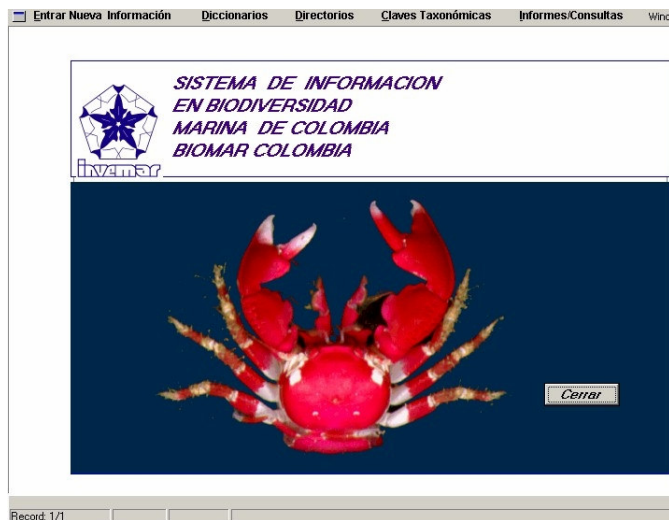 Entrar Nueva Información Diccionarios Directorios Claves Taxonómicas Informes/Consultas Wind
SISTEMA DE INFORMACION
EN BIODIVERSIDAD
MARINA DE COLOMBIA
BIOMAR COLOMBIA
invemar
Cerrar
Record: 1/1